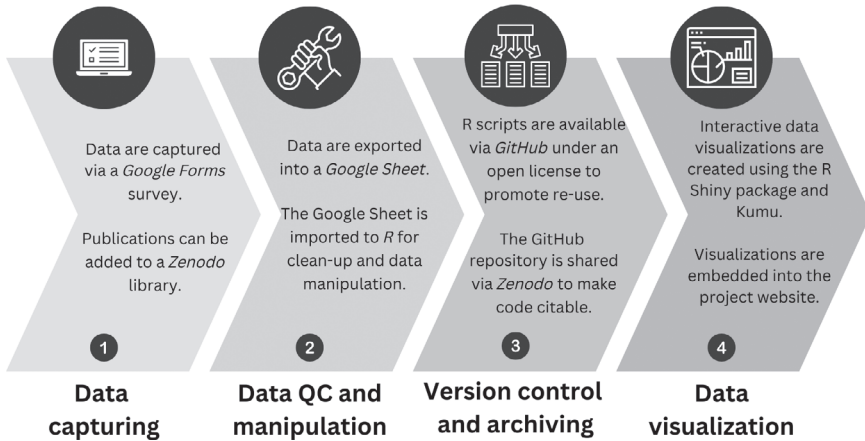 Data are captured
via a Google Forms
survey.
Publications can be
added to a Zenodo
library.
1
Data
capturing
Data are exported
into a Google Sheet.
The Google Sheet is
imported to R for
clean-up and data
manipulation.
2
Data QC and
manipulation
R scripts are available
via GitHub under an
open license to
promote re-use.
The GitHub
repository is shared
via Zenodo to make
code citable.
3
Version control
and archiving
Interactive data
visualizations are
created using the R
Shiny package and
Kumu.
Visualizations are
embedded into the
project website.
4
Data
visualization